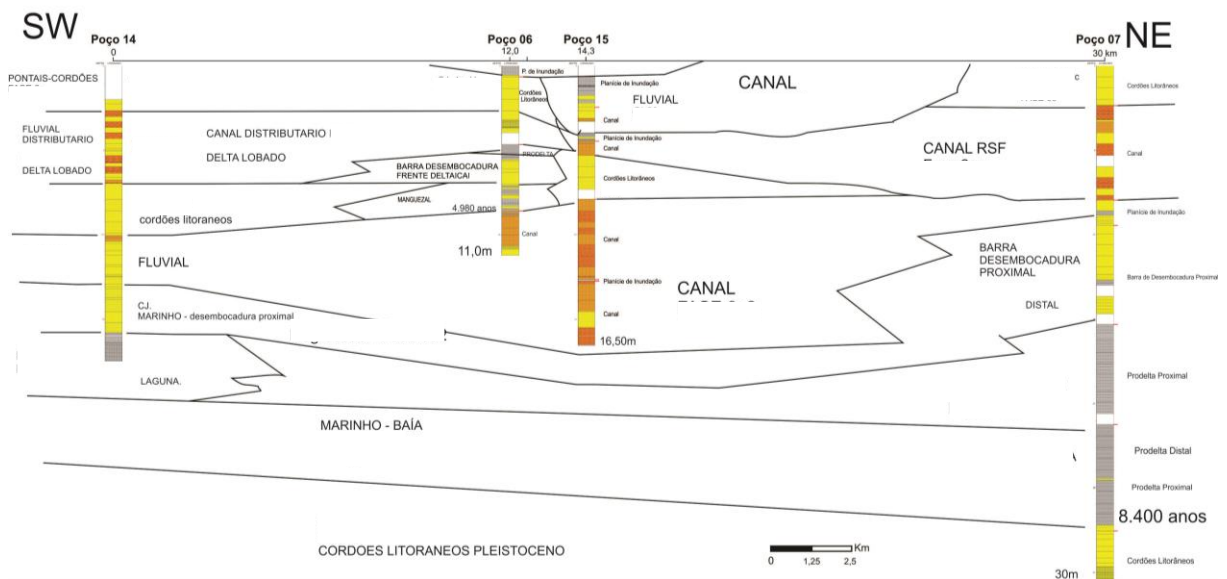 SW
NE
Poço 14
0
Poço 06
12,0
Poço 15
14,3
Poço 07
30 km
PONTAIS-CORDÕES
FLUVIAL
DISTRIBUTARIO
DELTA LOBADO
CANAL DISTRIBUTARIO
DELTA LOBADO
cordões litoraneos
FLUVIAL
CJ.
MARINHO - desembocadura proximal
LAGUNA.
MARINHO - BAÍA
CORDOES LITORANEOS PLEISTOCENO
P. de Inundação
Cordões
Litorâneos
PRODELTA
BARRA DESEMBOCADURA
FRENTE DELTAICAI
MANGUEZAL
4.980 anos
Canal
11,0m
Planície de Inundação
FLUVIAL
CANAL
Canal
Planície de Inundação
Canal
Cordões Litorâneos
Canal
Planície de Inundação
Canal
16,50m
CANAL
CANAL RSF
BARRA
DESEMBOCADURA
PROXIMAL
DISTAL
C
Cordões Litorâneos
Canal
Planície de Inundação
Barra de Desembocadura Proximal
Prodelta Proximal
Prodelta Distal
Prodelta Proximal
8.400 anos
Cordões Litorâneos
30m
0 1,25 2,5 Km